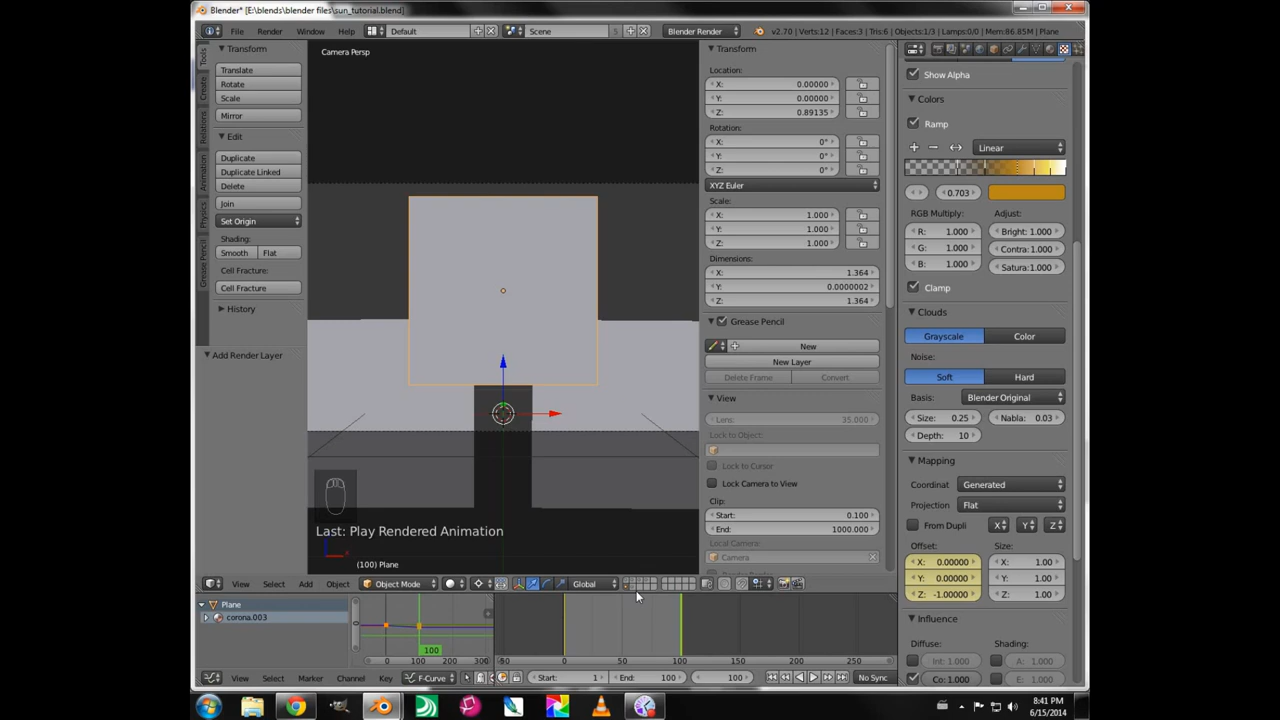 Blender* [E:\blends\blender files\sun_tutorial.blend]
File Render Window Help Default Scene 5 Blender Render v2.70 | Verts:12 | Faces:3 | Tris:6 | Objects:1/3 | Lamps:0/0 | Mem:86.85M | Plane
Tools
Create
Relations
Animation
Physics
Grease Pencil
Transform
Translate
Rotate
Scale
Mirror
Edit
Duplicate
Duplicate Linked
Delete
Join
Set Origin
Shading:
Smooth Flat
Cell Fracture:
Cell Fracture
History
Add Render Layer
Camera Persp
Last: Play Rendered Animation
(100) Plane
Transform
Location:
X: 0.00000
Y: 0.00000
Z: 0.89135
Rotation:
X: 0°
Y: 0°
Z: 0°
XYZ Euler
Scale:
X: 1.000
Y: 1.000
Z: 1.000
Dimensions:
X: 1.364
Y: 0.0000002
Z: 1.364
Grease Pencil
New
New Layer
Delete Frame Convert
View
Lens: 35.000
Lock to Object:
Lock to Cursor
Lock Camera to View
Clip:
Start: 0.100
End: 1000.000
Local Camera:
Camera
Show Alpha
Colors
Ramp
Linear
0.703
RGB Multiply: Adjust:
R: 1.000 Bright: 1.000
G: 1.000 Contra: 1.000
B: 1.000 Satura: 1.000
Clamp
Clouds
Grayscale Color
Noise:
Soft Hard
Basis: Blender Original
Size: 0.25 Nabla: 0.03
Depth: 10
Mapping
Coordinat Generated
Projection Flat
From Dupli X Y Z
Offset: Size:
X: 0.00000 X: 1.00
Y: 0.00000 Y: 1.00
Z: -1.00000 Z: 1.00
Influence
Diffuse: Shading:
Int: 1.000 A: 1.000
Co: 1.000 E: 1.000
View Select Add Object Object Mode Global
Plane
corona.003
100
0 100 200 300
-50 0 50 100 150 200 250
View Select Marker Channel Key F-Curve Start: 1 End: 100 100 No Sync
8:41 PM
6/15/2014